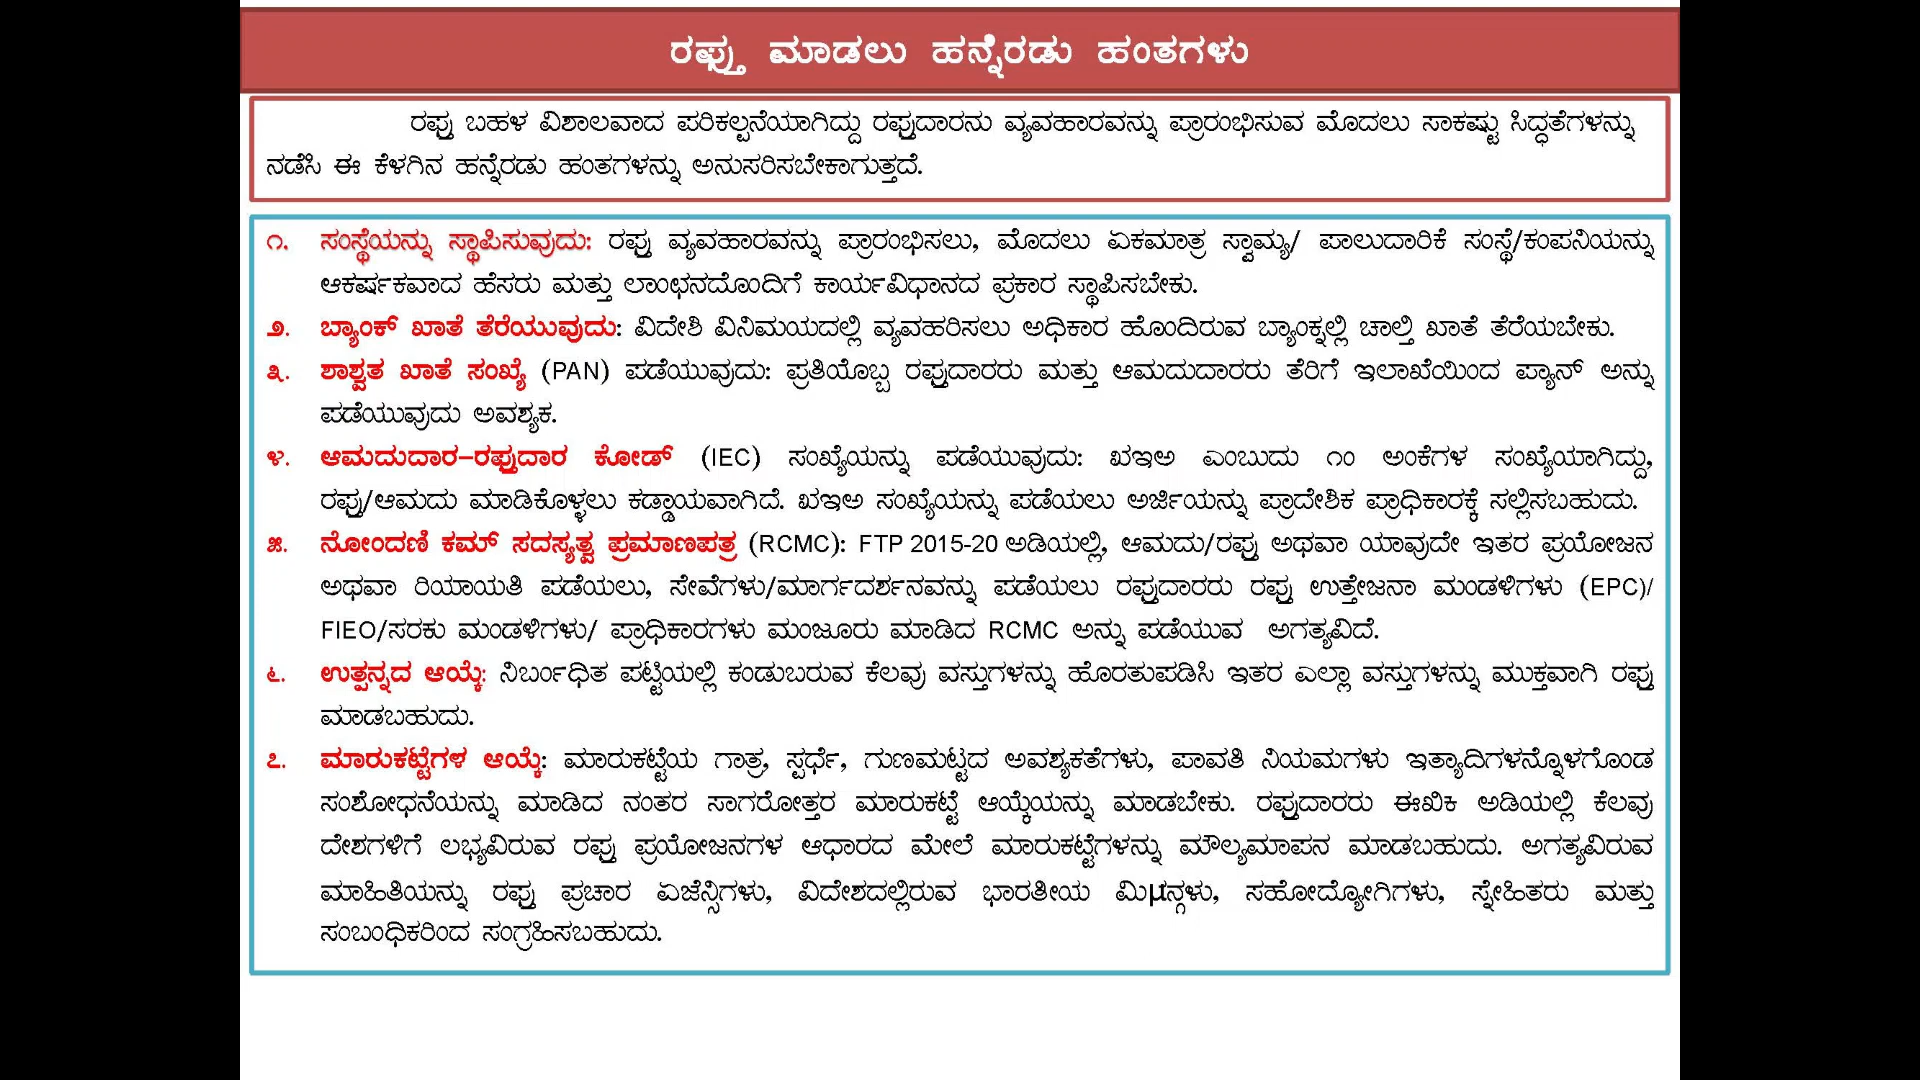 ರಫ್ತು ಮಾಡಲು ಹನ್ನೆರಡು ಹಂತಗಳು
ರಫ್ತು ಬಹಳ ವಿಶಾಲವಾದ ಪರಿಕಲ್ಪನೆಯಾಗಿದ್ದು ರಫ್ತುದಾರನು ವ್ಯವಹಾರವನ್ನು ಪ್ರಾರಂಭಿಸುವ ಮೊದಲು ಸಾಕಷ್ಟು ಸಿದ್ಧತೆಗಳನ್ನು
ನಡೆಸಿ ಈ ಕೆಳಗಿನ ಹನ್ನೆರಡು ಹಂತಗಳನ್ನು ಅನುಸರಿಸಬೇಕಾಗುತ್ತದೆ.
೧. ಸಂಸ್ಥೆಯನ್ನು ಸ್ಥಾಪಿಸುವುದು: ರಫ್ತು ವ್ಯವಹಾರವನ್ನು ಪ್ರಾರಂಭಿಸಲು, ಮೊದಲು ಏಕಮಾತ್ರ ಸ್ವಾಮ್ಯ/ ಪಾಲುದಾರಿಕೆ ಸಂಸ್ಥೆ/ಕಂಪನಿಯನ್ನು
ಆಕರ್ಷಕವಾದ ಹೆಸರು ಮತ್ತು ಲಾಂಛನದೊಂದಿಗೆ ಕಾರ್ಯವಿಧಾನದ ಪ್ರಕಾರ ಸ್ಥಾಪಿಸಬೇಕು.
೨. ಬ್ಯಾಂಕ್ ಖಾತೆ ತೆರೆಯುವುದು: ವಿದೇಶಿ ವಿನಿಮಯದಲ್ಲಿ ವ್ಯವಹರಿಸಲು ಅಧಿಕಾರ ಹೊಂದಿರುವ ಬ್ಯಾಂಕ್ನಲ್ಲಿ ಚಾಲ್ತಿ ಖಾತೆ ತೆರೆಯಬೇಕು.
೩. ಶಾಶ್ವತ ಖಾತೆ ಸಂಖ್ಯೆ (PAN) ಪಡೆಯುವುದು: ಪ್ರತಿಯೊಬ್ಬ ರಫ್ತುದಾರರು ಮತ್ತು ಆಮದುದಾರರು ತೆರಿಗೆ ಇಲಾಖೆಯಿಂದ ಪ್ಯಾನ್ ಅನ್ನು
ಪಡೆಯುವುದು ಅವಶ್ಯಕ.
೪. ಆಮದುದಾರ–ರಫ್ತುದಾರ ಕೋಡ್ (IEC) ಸಂಖ್ಯೆಯನ್ನು ಪಡೆಯುವುದು: ಖಇಅ ಎಂಬುದು ೧೦ ಅಂಕೆಗಳ ಸಂಖ್ಯೆಯಾಗಿದ್ದು,
ರಫ್ತು/ಆಮದು ಮಾಡಿಕೊಳ್ಳಲು ಕಡ್ಡಾಯವಾಗಿದೆ. ಖಇಅ ಸಂಖ್ಯೆಯನ್ನು ಪಡೆಯಲು ಅರ್ಜಿಯನ್ನು ಪ್ರಾದೇಶಿಕ ಪ್ರಾಧಿಕಾರಕ್ಕೆ ಸಲ್ಲಿಸಬಹುದು.
೫. ನೋಂದಣಿ ಕಮ್ ಸದಸ್ಯತ್ವ ಪ್ರಮಾಣಪತ್ರ (RCMC): FTP 2015-20 ಅಡಿಯಲ್ಲಿ, ಆಮದು/ರಫ್ತು ಅಥವಾ ಯಾವುದೇ ಇತರ ಪ್ರಯೋಜನ
ಅಥವಾ ರಿಯಾಯತಿ ಪಡೆಯಲು, ಸೇವೆಗಳು/ಮಾರ್ಗದರ್ಶನವನ್ನು ಪಡೆಯಲು ರಫ್ತುದಾರರು ರಫ್ತು ಉತ್ತೇಜನಾ ಮಂಡಳಿಗಳು (EPC)/
FIEO/ಸರಕು ಮಂಡಳಿಗಳು/ ಪ್ರಾಧಿಕಾರಗಳು ಮಂಜೂರು ಮಾಡಿದ RCMC ಅನ್ನು ಪಡೆಯುವ ಅಗತ್ಯವಿದೆ.
೬. ಉತ್ಪನ್ನದ ಆಯ್ಕೆ: ನಿರ್ಬಂಧಿತ ಪಟ್ಟಿಯಲ್ಲಿ ಕಂಡುಬರುವ ಕೆಲವು ವಸ್ತುಗಳನ್ನು ಹೊರತುಪಡಿಸಿ ಇತರ ಎಲ್ಲಾ ವಸ್ತುಗಳನ್ನು ಮುಕ್ತವಾಗಿ ರಫ್ತು
ಮಾಡಬಹುದು.
೭. ಮಾರುಕಟ್ಟೆಗಳ ಆಯ್ಕೆ: ಮಾರುಕಟ್ಟೆಯ ಗಾತ್ರ, ಸ್ಪರ್ಧೆ, ಗುಣಮಟ್ಟದ ಅವಶ್ಯಕತೆಗಳು, ಪಾವತಿ ನಿಯಮಗಳು ಇತ್ಯಾದಿಗಳನ್ನೊಳಗೊಂಡ
ಸಂಶೋಧನೆಯನ್ನು ಮಾಡಿದ ನಂತರ ಸಾಗರೋತ್ತರ ಮಾರುಕಟ್ಟೆ ಆಯ್ಕೆಯನ್ನು ಮಾಡಬೇಕು. ರಫ್ತುದಾರರು ಈಖಿಕ ಅಡಿಯಲ್ಲಿ ಕೆಲವು
ದೇಶಗಳಿಗೆ ಲಭ್ಯವಿರುವ ರಫ್ತು ಪ್ರಯೋಜನಗಳ ಆಧಾರದ ಮೇಲೆ ಮಾರುಕಟ್ಟೆಗಳನ್ನು ಮೌಲ್ಯಮಾಪನ ಮಾಡಬಹುದು. ಅಗತ್ಯವಿರುವ
ಮಾಹಿತಿಯನ್ನು ರಫ್ತು ಪ್ರಚಾರ ಏಜೆನ್ಸಿಗಳು, ವಿದೇಶದಲ್ಲಿರುವ ಭಾರತೀಯ ಮಿµನ್ಗಳು, ಸಹೋದ್ಯೋಗಿಗಳು, ಸ್ನೇಹಿತರು ಮತ್ತು
ಸಂಬಂಧಿಕರಿಂದ ಸಂಗ್ರಹಿಸಬಹುದು.